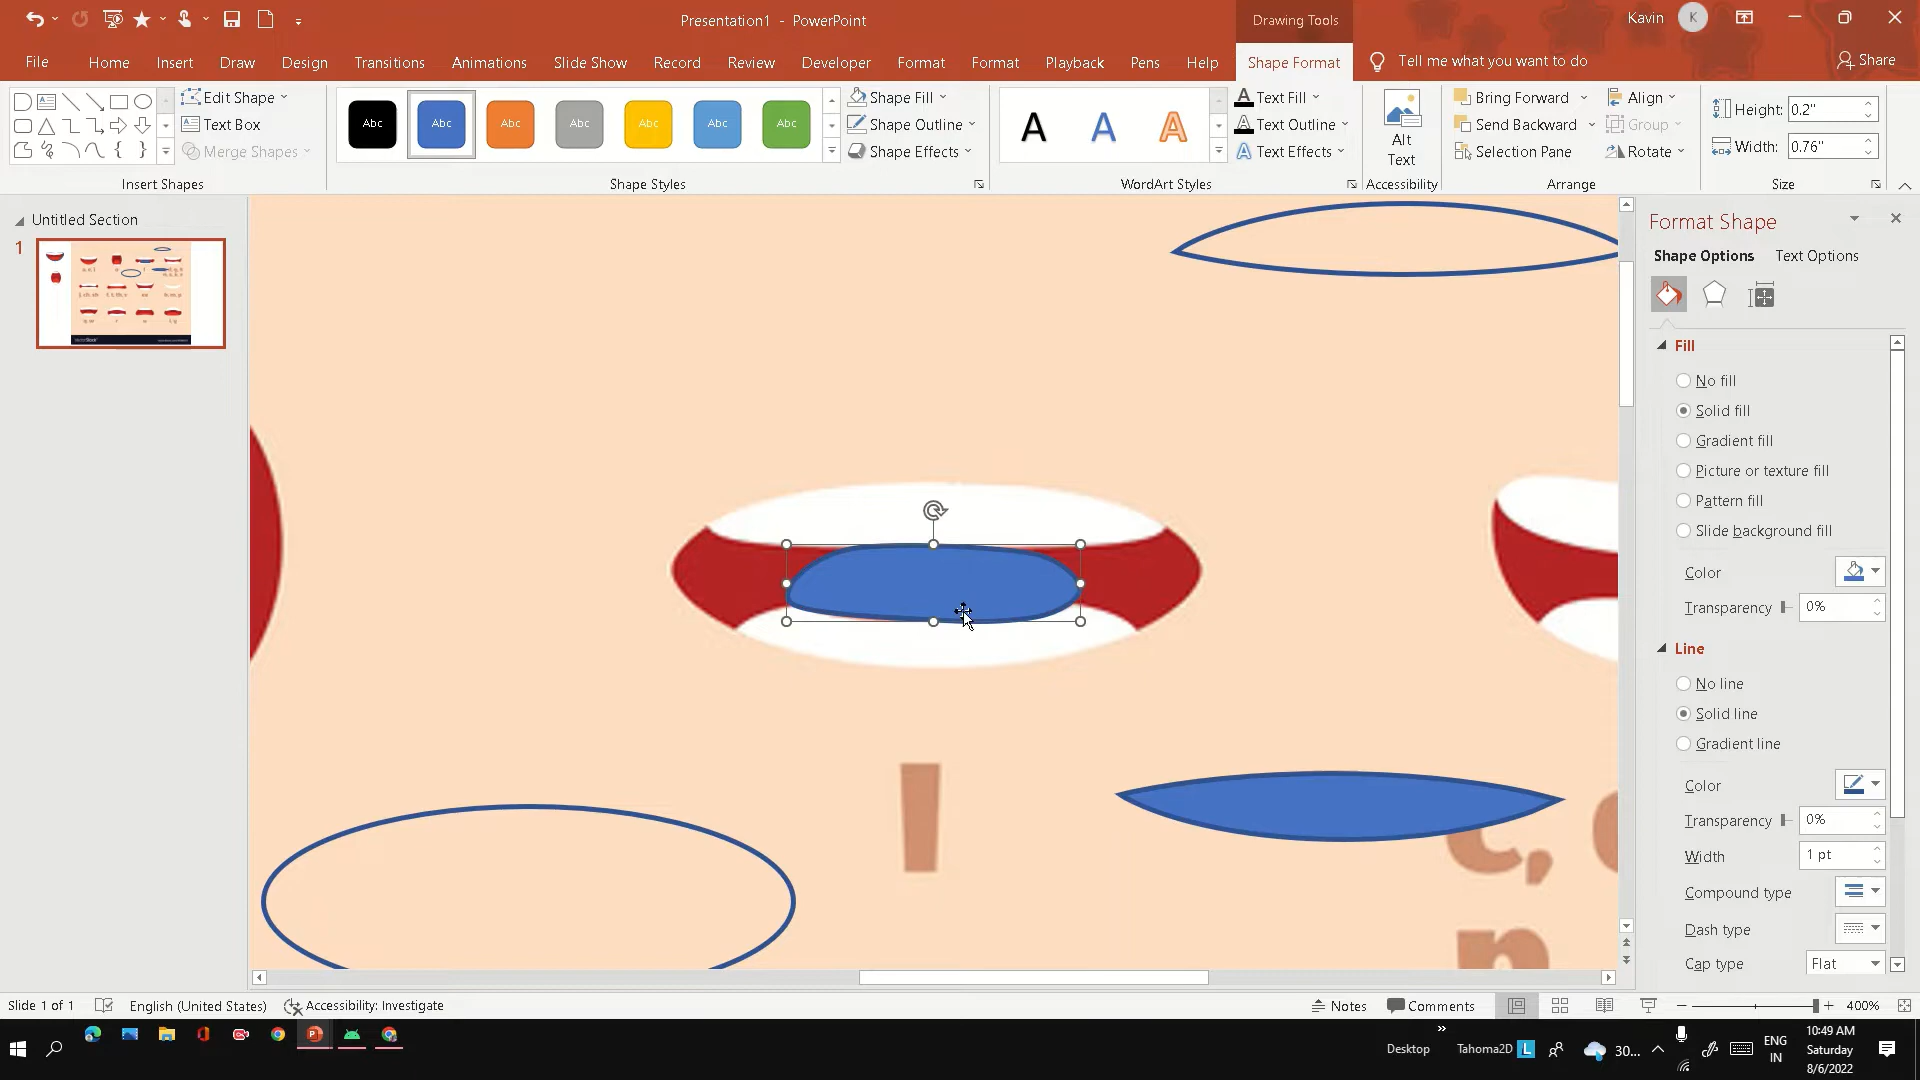 Presentation1 - PowerPoint
Drawing Tools
Kavin
K
File
Home
Insert
Draw
Design
Transitions
Animations
Slide Show
Record
Review
Developer
Format
Format
Playback
Pens
Help
Shape Format
Tell me what you want to do
Share
Edit Shape
Text Box
Merge Shapes
Insert Shapes
Abc
Abc
Abc
Abc
Abc
Abc
Abc
Shape Fill
Shape Outline
Shape Effects
Shape Styles
A
A
A
Text Fill
Text Outline
Text Effects
WordArt Styles
Alt
Text
Accessibility
Bring Forward
Send Backward
Selection Pane
Align
Group
Rotate
Arrange
Height: 0.2"
Width: 0.76"
Size
Untitled Section
1
l
c,
n
Format Shape
Shape Options
Text Options
Fill
No fill
Solid fill
Gradient fill
Picture or texture fill
Pattern fill
Slide background fill
Color
Transparency
0%
Line
No line
Solid line
Gradient line
Color
Transparency
0%
Width
1 pt
Compound type
Dash type
Cap type
Flat
Slide 1 of 1
English (United States)
Accessibility: Investigate
Notes
Comments
400%
Desktop
Tahoma2D
L
30...
ENG
IN
10:49 AM
Saturday
8/6/2022